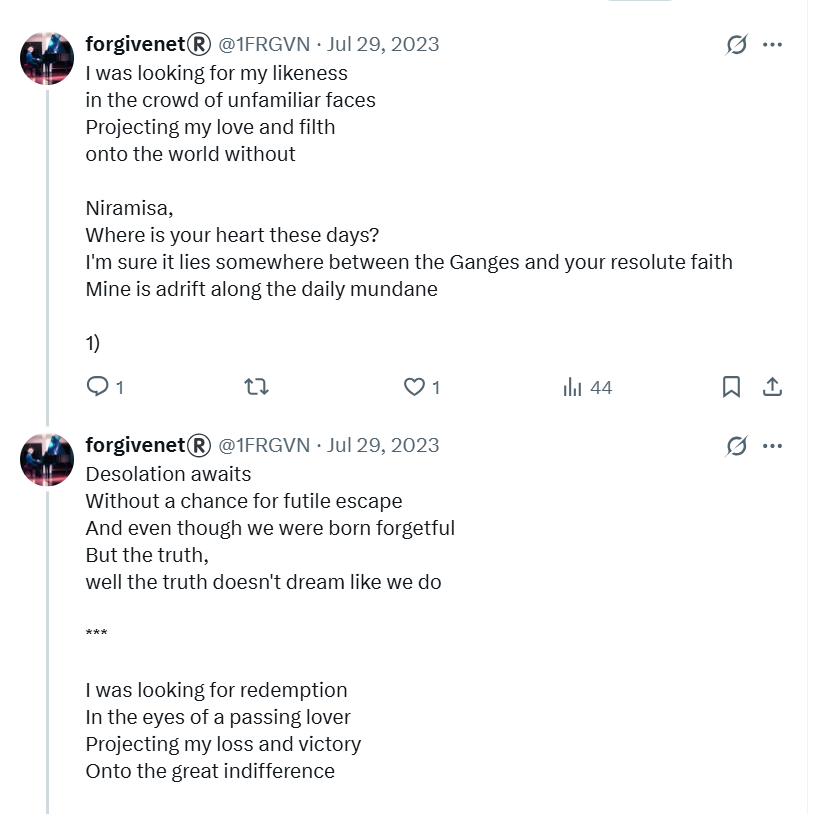 forgivenet® @1FRGVN · Jul 29, 2023
I was looking for my likeness
in the crowd of unfamiliar faces
Projecting my love and filth
onto the world without
Niramisa,
Where is your heart these days?
I'm sure it lies somewhere between the Ganges and your resolute faith
Mine is adrift along the daily mundane
1)
1 1 44
forgivenet® @1FRGVN · Jul 29, 2023
Desolation awaits
Without a chance for futile escape
And even though we were born forgetful
But the truth,
well the truth doesn't dream like we do
***
I was looking for redemption
In the eyes of a passing lover
Projecting my loss and victory
Onto the great indifference